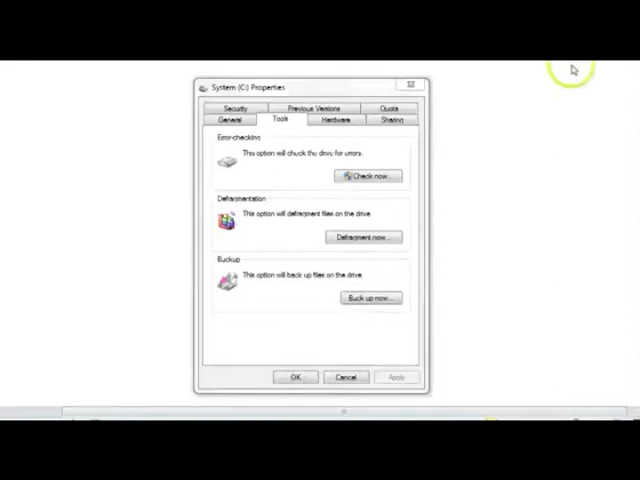 System (C:) Properties
Security Previous Versions Quota
General Tools Hardware Sharing
Error-checking
This option will check the drive for errors.
Check now...
Defragmentation
This option will defragment files on the drive
Defragment now...
Backup
This option will back up files on the drive.
Back up now...
OK Cancel Apply